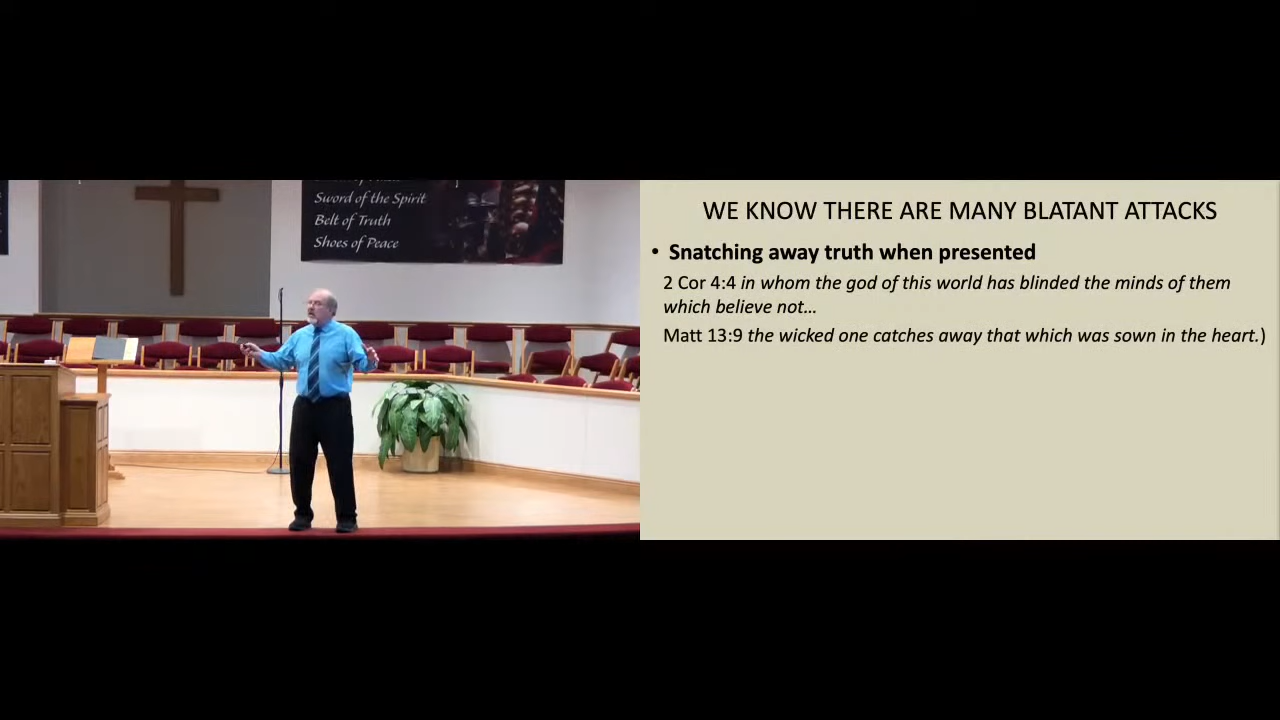 Sword of the Spirit
Belt of Truth
Shoes of Peace
WE KNOW THERE ARE MANY BLATANT ATTACKS
• Snatching away truth when presented
2 Cor 4:4 in whom the god of this world has blinded the minds of them
which believe not...
Matt 13:9 the wicked one catches away that which was sown in the heart.)